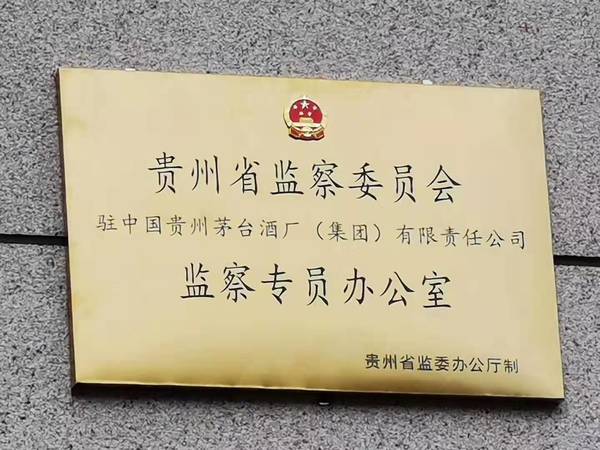 贵州省监察委员会
驻中国贵州茅台酒厂（集团）有限责任公司
监察专员办公室
贵州省监委办公厅制